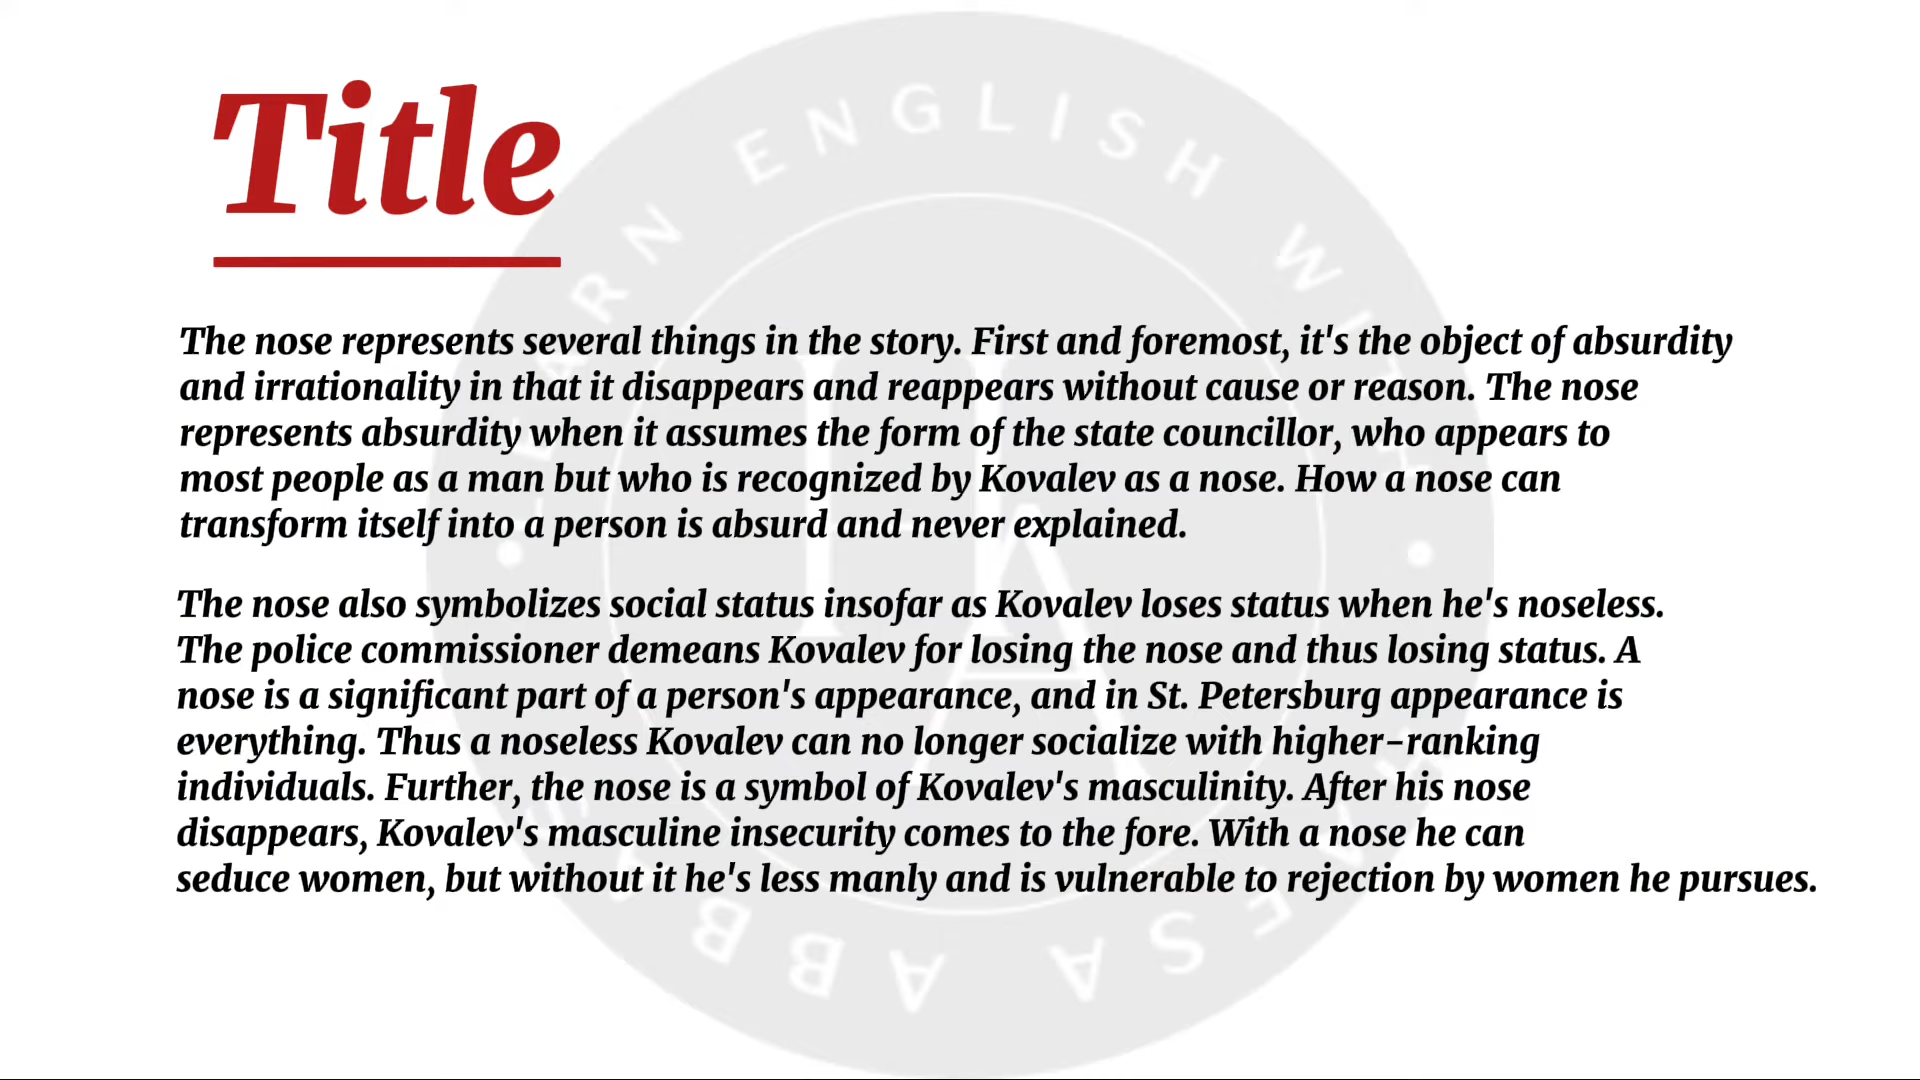 Title
The nose represents several things in the story. First and foremost, it's the object of absurdity
and irrationality in that it disappears and reappears without cause or reason. The nose
represents absurdity when it assumes the form of the state councillor, who appears to
most people as a man but who is recognized by Kovalev as a nose. How a nose can
transform itself into a person is absurd and never explained.
The nose also symbolizes social status insofar as Kovalev loses status when he's noseless.
The police commissioner demeans Kovalev for losing the nose and thus losing status. A
nose is a significant part of a person's appearance, and in St. Petersburg appearance is
everything. Thus a noseless Kovalev can no longer socialize with higher-ranking
individuals. Further, the nose is a symbol of Kovalev's masculinity. After his nose
disappears, Kovalev's masculine insecurity comes to the fore. With a nose he can
seduce women, but without it he's less manly and is vulnerable to rejection by women he pursues.
LEARN ENGLISH WITH